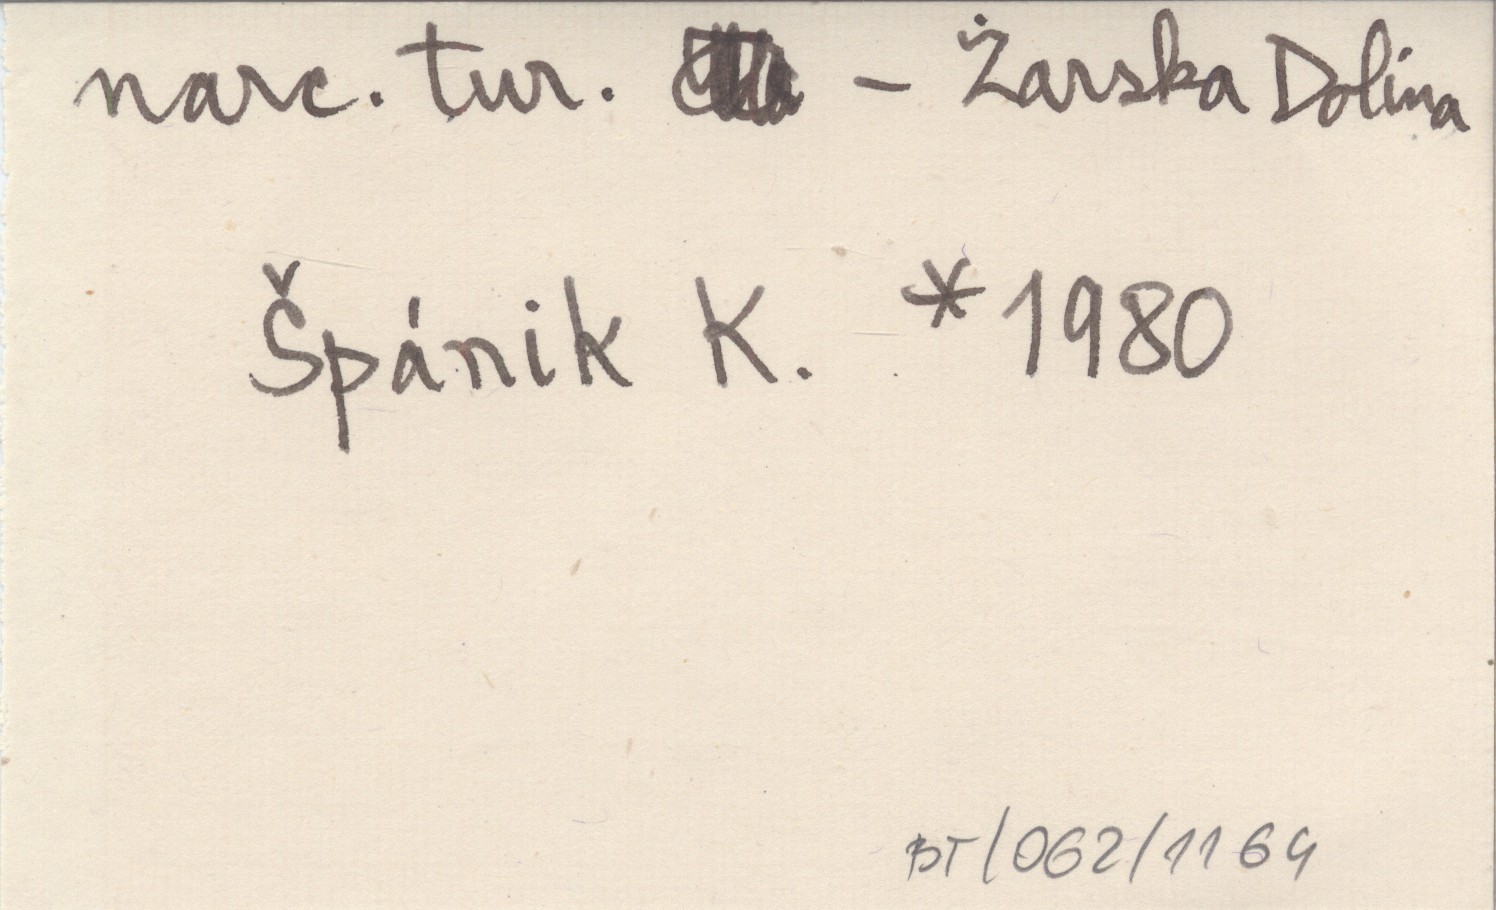 narc. tur. – Żarska Dolina
Špánik K. *1980
BT/062/1164